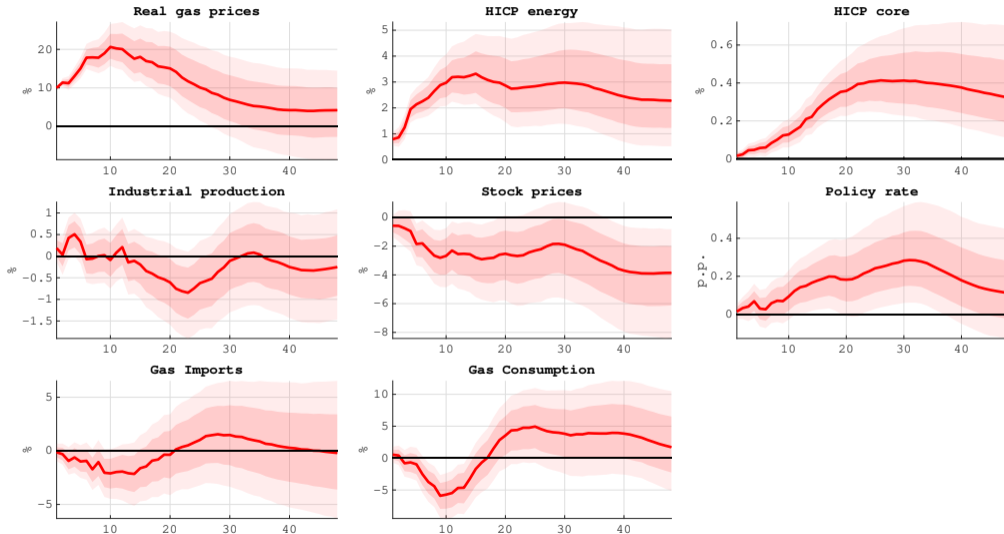 Real gas prices
%
20
10
0
10 20 30 40
HICP energy
%
5
4
3
2
1
0
10 20 30 40
HICP core
%
0.6
0.4
0.2
0
10 20 30 40
Industrial production
%
1
0.5
0
-0.5
-1
-1.5
10 20 30 40
Stock prices
%
0
-2
-4
-6
-8
10 20 30 40
Policy rate
p.p.
0.4
0.2
0
10 20 30 40
Gas Imports
%
5
0
-5
10 20 30 40
Gas Consumption
%
10
5
0
-5
10 20 30 40